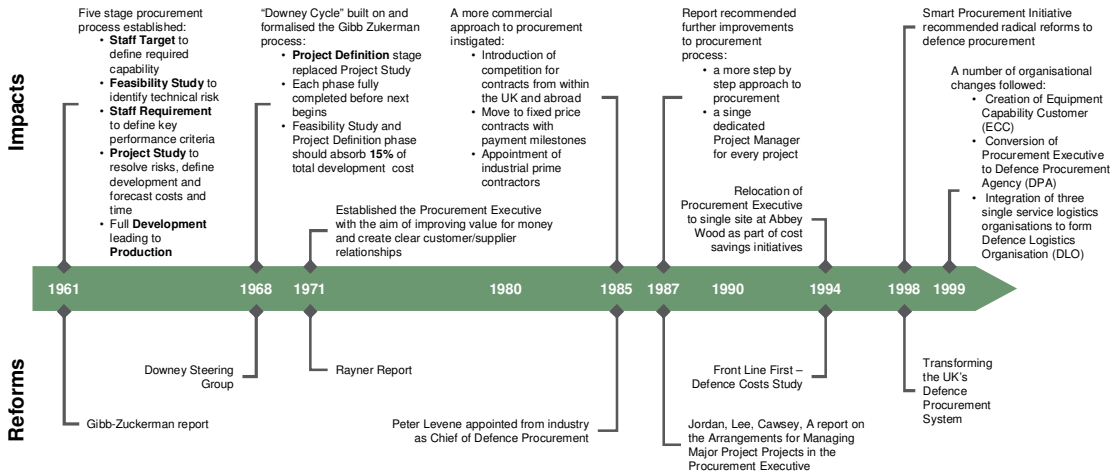 Impacts
Five stage procurement
process established:
• Staff Target to
define required
capability
• Feasibility Study to
identify technical risk
• Staff Requirement
to define key
performance criteria
• Project Study to
resolve risks, define
development and
forecast costs and
time
• Full Development
leading to
Production
“Downey Cycle” built on and
formalised the Gibb Zukerman
process:
• Project Definition stage
replaced Project Study
• Each phase fully
completed before next
begins
• Feasibility Study and
Project Definition phase
should absorb 15% of
total development cost
Established the Procurement Executive
with the aim of improving value for money
and create clear customer/supplier
relationships
A more commercial
approach to procurement
instigated:
• Introduction of
competition for
contracts from within
the UK and abroad
• Move to fixed price
contracts with
payment milestones
• Appointment of
industrial prime
contractors
Report recommended
further improvements
to procurement
process:
• a more step by
step approach to
procurement
• a singe
dedicated
Project Manager
for every project
Relocation of
Procurement Executive
to single site at Abbey
Wood as part of cost
savings initiatives
Smart Procurement Initiative
recommended radical reforms to
defence procurement
A number of organisational
changes followed:
• Creation of Equipment
Capability Customer
(ECC)
• Conversion of
Procurement Executive
to Defence Procurement
Agency (DPA)
• Integration of three
single service logistics
organisations to form
Defence Logistics
Organisation (DLO)
1961 1968 1971 1980 1985 1987 1990 1994 1998 1999
Reforms
Gibb-Zuckerman report
Downey Steering
Group
Rayner Report
Peter Levene appointed from industry
as Chief of Defence Procurement
Jordan, Lee, Cawsey, A report on
the Arrangements for Managing
Major Project Projects in the
Procurement Executive
Front Line First –
Defence Costs Study
Transforming
the UK’s
Defence
Procurement
System